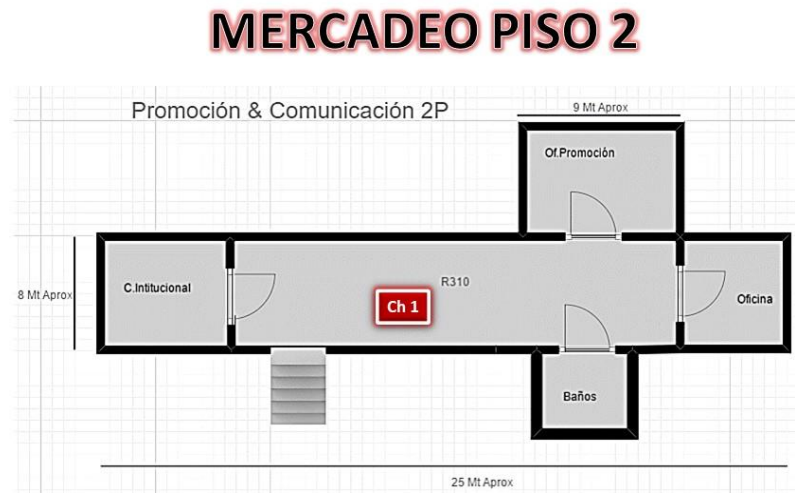 MERCADEO PISO 2
Promoción & Comunicación 2P
9 Mt Aprox
Of.Promoción
C.Intitucional
R310
8 Mt Aprox
Ch 1
Oficina
Baños
25 Mt Aprox